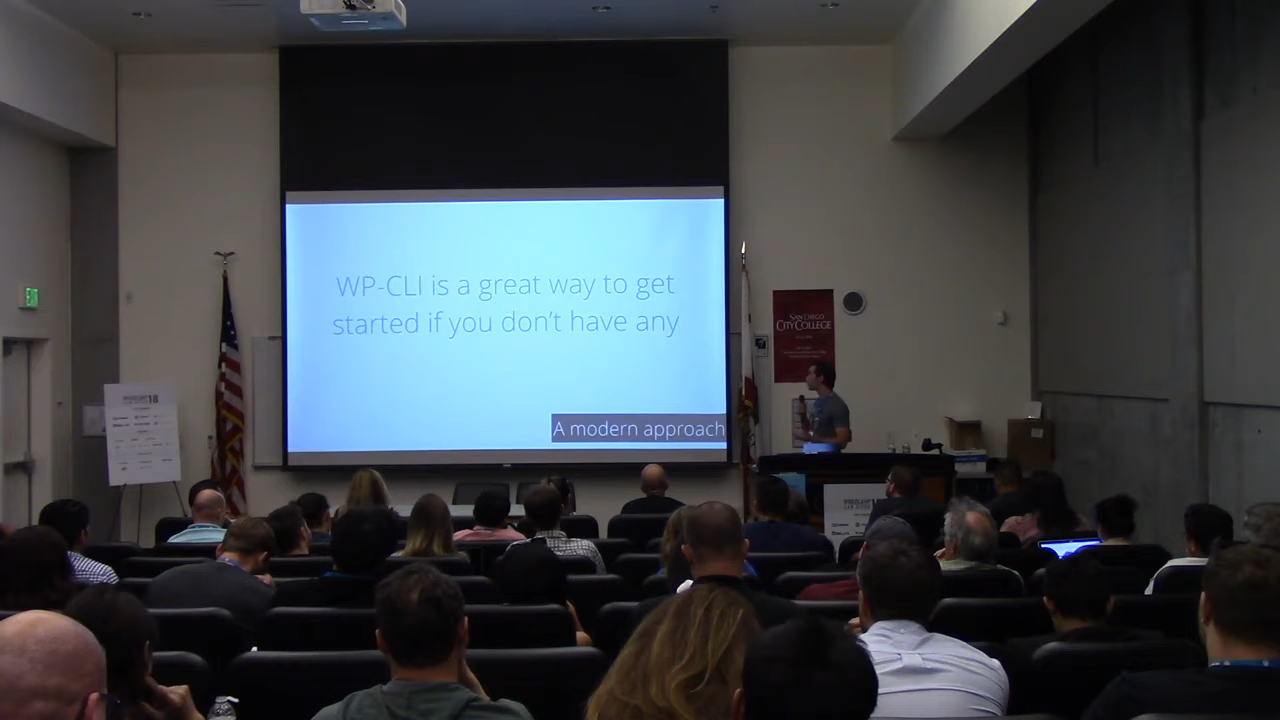 WP-CLI is a great way to get
started if you don't have any
A modern approach
SAN DIEGO
CITY COLLEGE
18